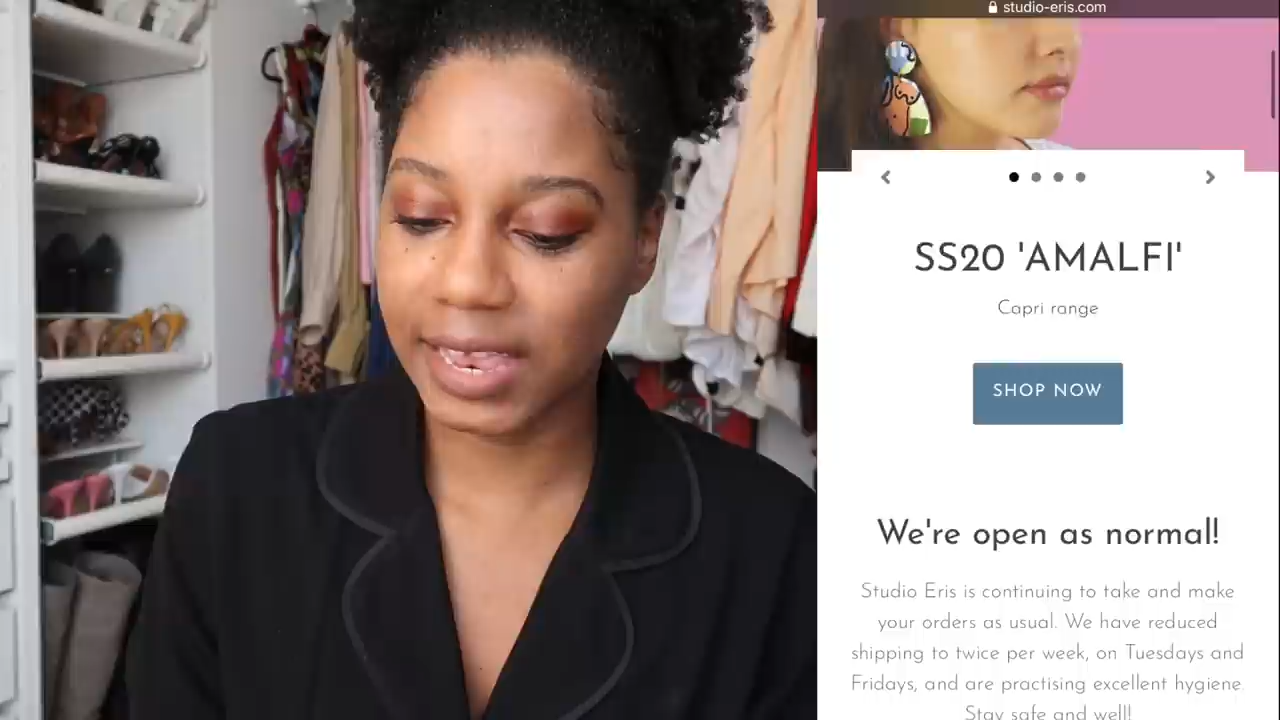 studio-eris.com
SS20 'AMALFI'
Capri range
SHOP NOW
We're open as normal!
Studio Eris is continuing to take and make
your orders as usual. We have reduced
shipping to twice per week, on Tuesdays and
Fridays, and are practising excellent hygiene.
Stay safe and well!